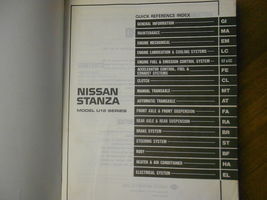 QUICK REFERENCE INDEX
GENERAL INFORMATION GI
MAINTENANCE MA
ENGINE MECHANICAL EM
ENGINE LUBRICATION & COOLING SYSTEMS LC
ENGINE FUEL & EMISSION CONTROL SYSTEM EF & EC
ACCELERATOR CONTROL, FUEL &
EXHAUST SYSTEMS FE
CLUTCH CL
MANUAL TRANSAXLE MT
AUTOMATIC TRANSAXLE AT
FRONT AXLE & FRONT SUSPENSION FA
REAR AXLE & REAR SUSPENSION RA
BRAKE SYSTEM BR
STEERING SYSTEM ST
BODY BF
HEATER & AIR CONDITIONER HA
ELECTRICAL SYSTEM EL
NISSAN
STANZA
MODEL U12 SERIES